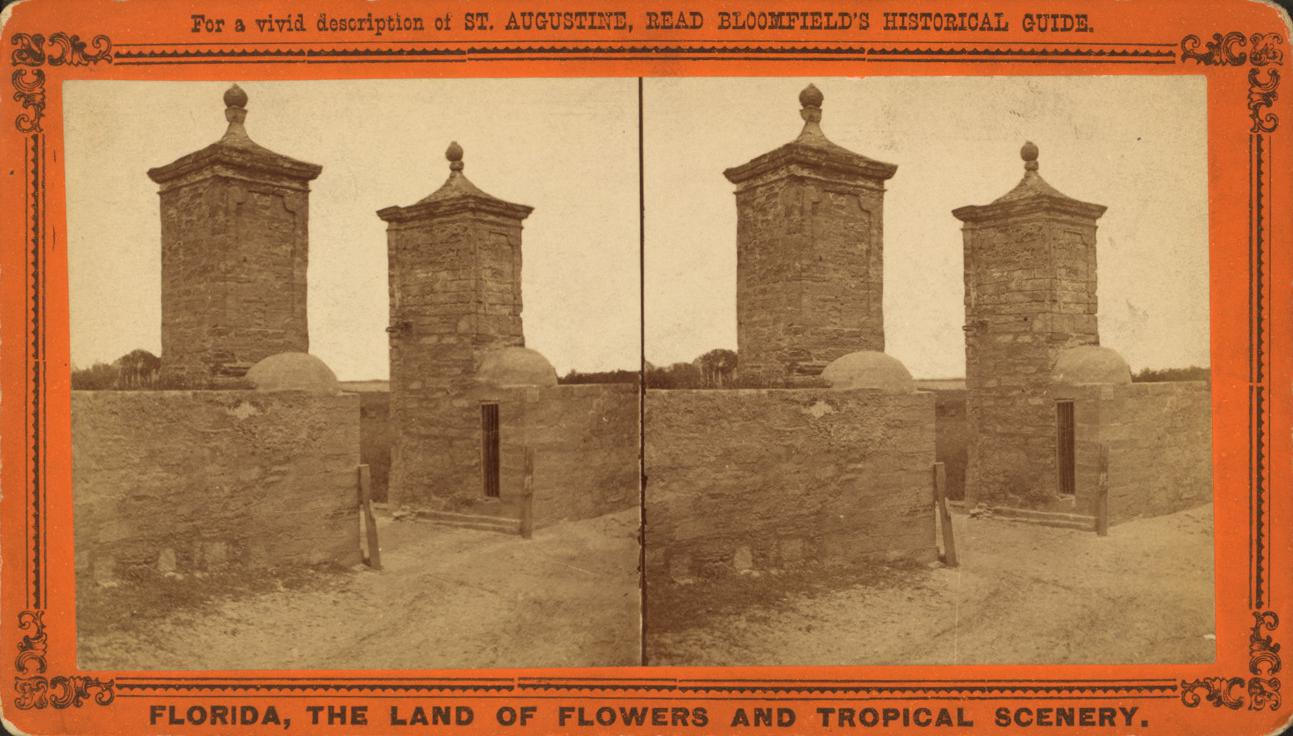 For a vivid description of ST. AUGUSTINE, READ BLOOMFIELD'S HISTORICAL GUIDE.
FLORIDA, THE LAND OF FLOWERS AND TROPICAL SCENERY.